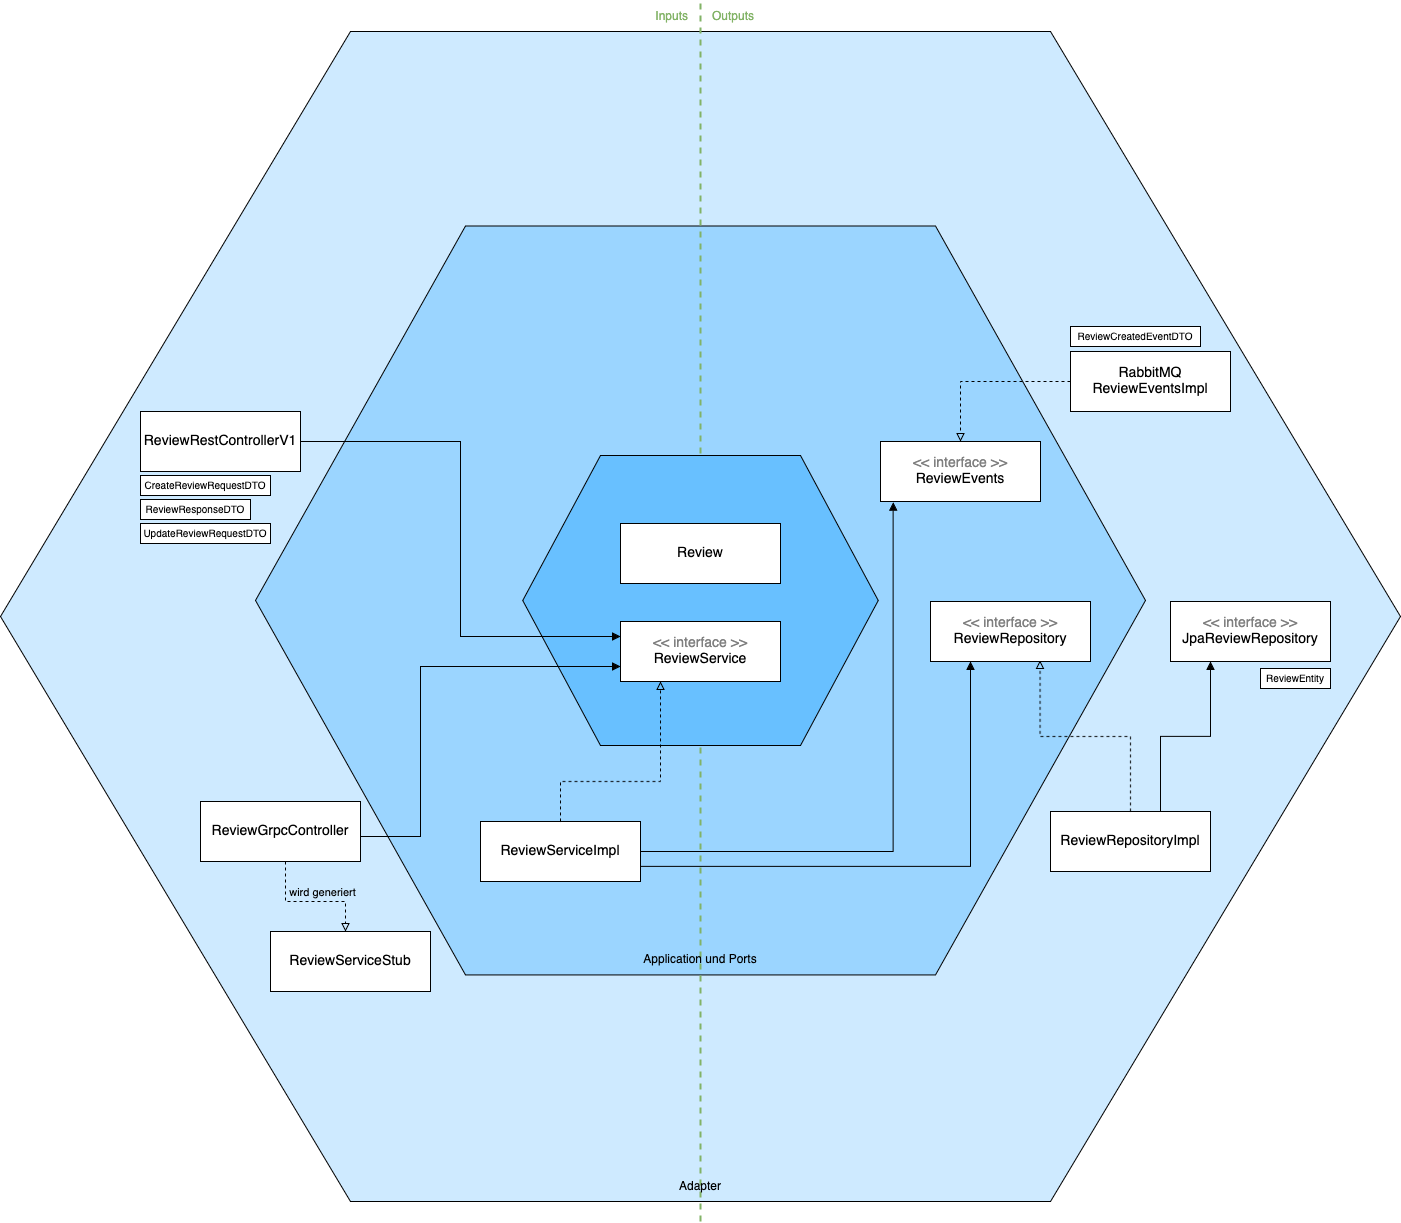 Inputs
Outputs
ReviewCreatedEventDTO
RabbitMQ
ReviewEventsImpl
ReviewRestControllerV1
CreateReviewRequestDTO
ReviewResponseDTO
UpdateReviewRequestDTO
<< interface >>
ReviewEvents
Review
<< interface >>
ReviewService
<< interface >>
ReviewRepository
<< interface >>
JpaReviewRepository
ReviewEntity
ReviewGrpcController
wird generiert
ReviewServiceStub
ReviewServiceImpl
ReviewRepositoryImpl
Application und Ports
Adapter